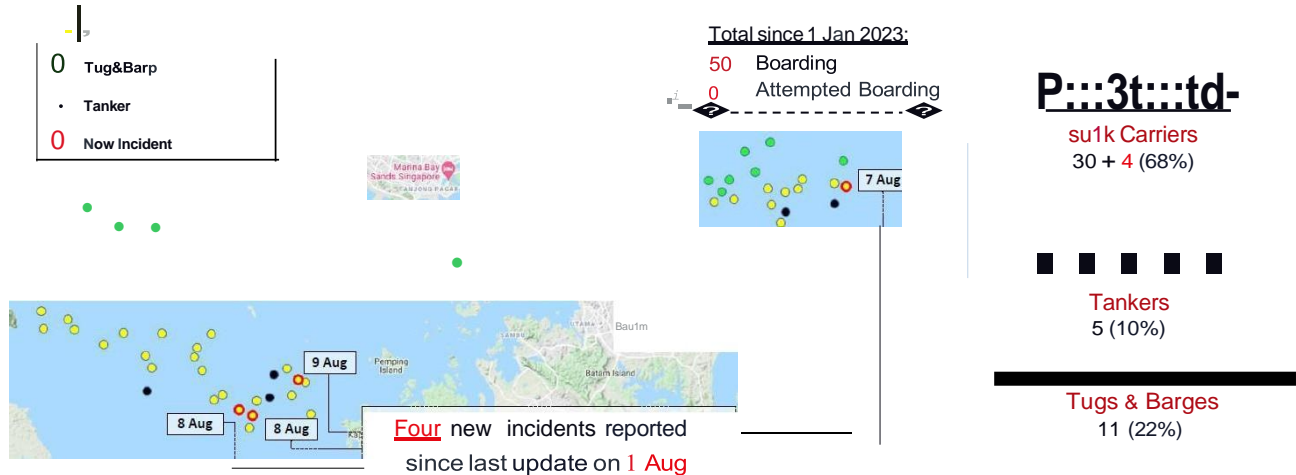 Total since 1 Jan 2023:
50 Boarding
0 Attempted Boarding
0 Tug&Barp
• Tanker
0 Now Incident
P:::3t:::td-
su1k Carriers
30 + 4 (68%)
Marina Bay
Sands Singapore
TANJONG PAGAR
7 Aug
Tankers
5 (10%)
Bau1m
9 Aug
Pemping
Island
Batam Island
8 Aug
8 Aug
Four new incidents reported
since last update on 1 Aug
Tugs & Barges
11 (22%)